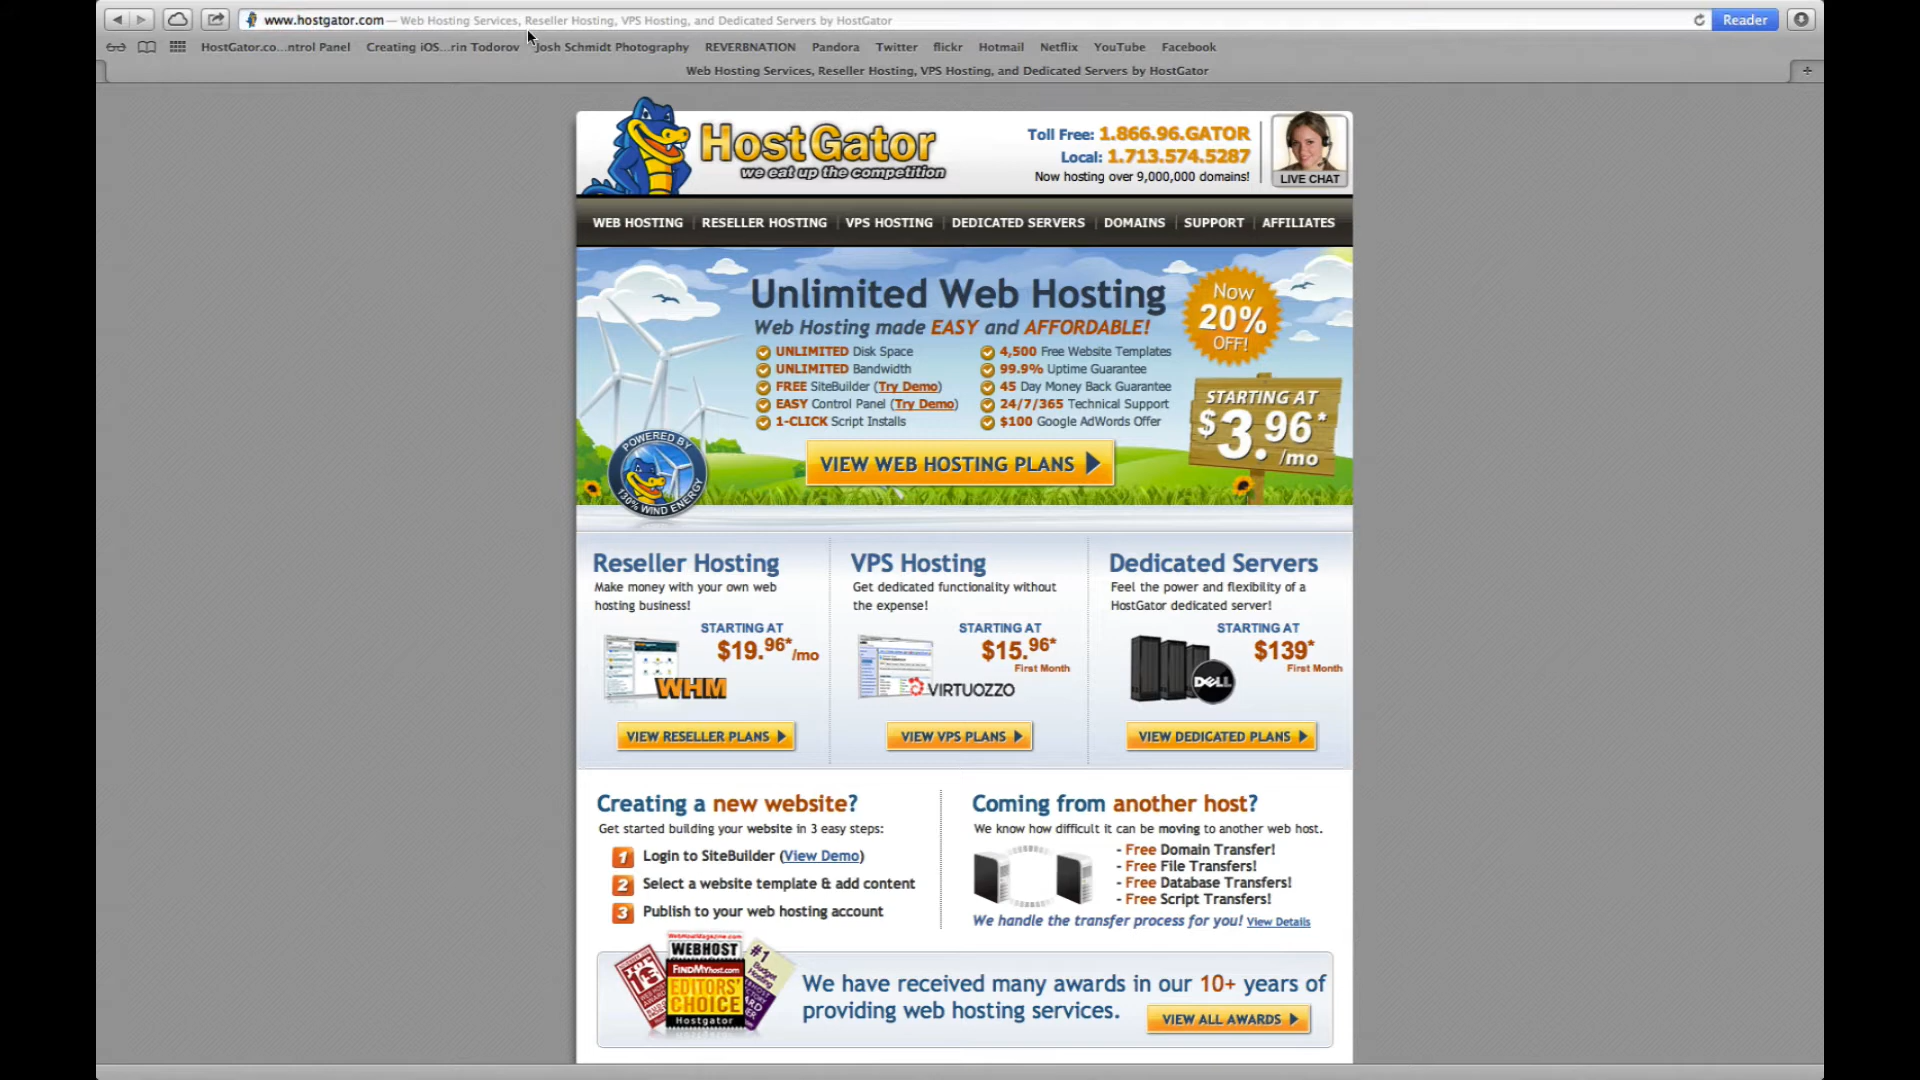 www.hostgator.com — Web Hosting Services, Reseller Hosting, VPS Hosting, and Dedicated Servers by HostGator
Reader
HostGator.co...ntrol Panel Creating iOS...rin Todorov Josh Schmidt Photography REVERBNATION Pandora Twitter flickr Hotmail Netflix YouTube Facebook
Web Hosting Services, Reseller Hosting, VPS Hosting, and Dedicated Servers by HostGator
HostGator
we eat up the competition
Toll Free: 1.866.96.GATOR
Local: 1.713.574.5287
Now hosting over 9,000,000 domains!
LIVE CHAT
WEB HOSTING RESELLER HOSTING VPS HOSTING DEDICATED SERVERS DOMAINS SUPPORT AFFILIATES
Unlimited Web Hosting
Web Hosting made EASY and AFFORDABLE!
UNLIMITED Disk Space
UNLIMITED Bandwidth
FREE SiteBuilder (Try Demo)
EASY Control Panel (Try Demo)
1-CLICK Script Installs
4,500 Free Website Templates
99.9% Uptime Guarantee
45 Day Money Back Guarantee
24/7/365 Technical Support
$100 Google AdWords Offer
Now
20%
OFF!
STARTING AT
$3.96*
/mo
VIEW WEB HOSTING PLANS
POWERED BY
130% WIND ENERGY
Reseller Hosting
Make money with your own web
hosting business!
STARTING AT
$19.96* /mo
WHM
VIEW RESELLER PLANS
VPS Hosting
Get dedicated functionality without
the expense!
STARTING AT
$15.96*
First Month
VIRTUOZZO
VIEW VPS PLANS
Dedicated Servers
Feel the power and flexibility of a
HostGator dedicated server!
STARTING AT
$139*
First Month
DELL
VIEW DEDICATED PLANS
Creating a new website?
Get started building your website in 3 easy steps:
1 Login to SiteBuilder (View Demo)
2 Select a website template & add content
3 Publish to your web hosting account
Coming from another host?
We know how difficult it can be moving to another web host.
- Free Domain Transfer!
- Free File Transfers!
- Free Database Transfers!
- Free Script Transfers!
We handle the transfer process for you! View Details
WebHostMagazine.com
WEBHOST
FINDMYhost.com
EDITORS'
CHOICE
Hostgator
#1
Budget
Hosting
We have received many awards in our 10+ years of
providing web hosting services.
VIEW ALL AWARDS